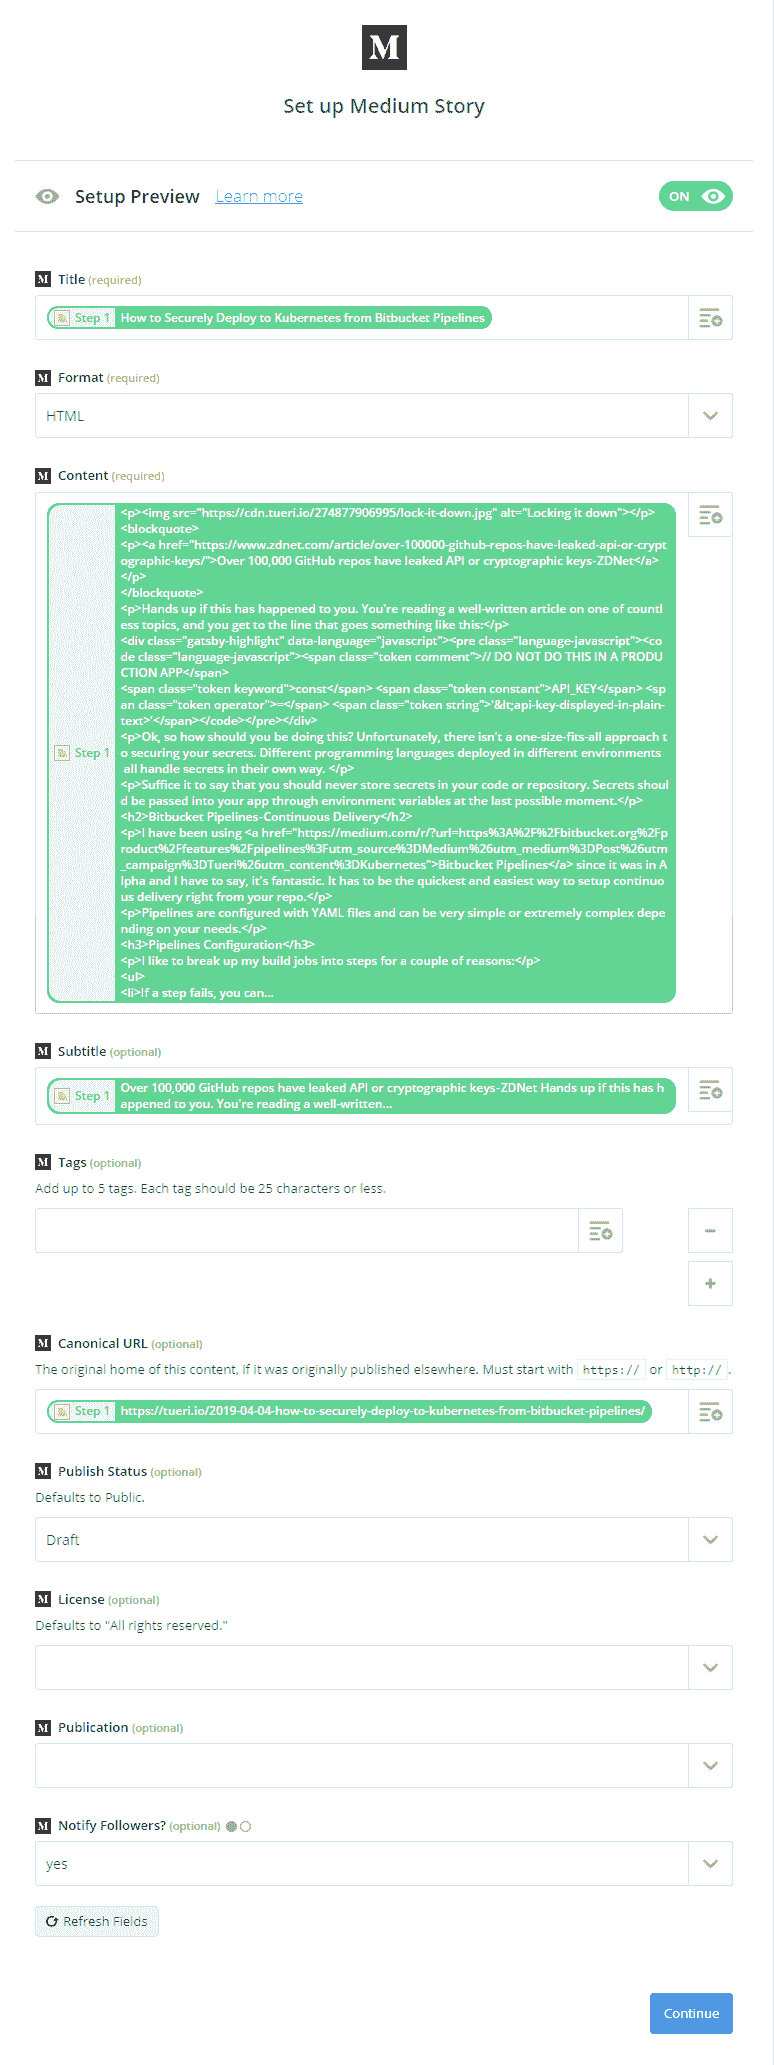 M
Set up Medium Story
Setup Preview Learn more ON
M Title (required)
Step 1 How to Securely Deploy to Kubernetes from Bitbucket Pipelines
M Format (required)
HTML
M Content (required)
<p><img src="https://cdn.tueri.io/274877906995/lock-it-down.jpg" alt="Locking it down"></p>
<blockquote>
<p><a href="https://www.zdnet.com/article/over-100000-github-repos-have-leaked-api-or-crypt
ographic-keys/">Over 100,000 GitHub repos have leaked API or cryptographic keys-ZDNet</a>
</p>
</blockquote>
<p>Hands up if this has happened to you. You're reading a well-written article on one of countl
ess topics, and you get to the line that goes something like this:</p>
<div class="gatsby-highlight" data-language="javascript"><pre class="language-javascript"><co
de class="language-javascript"><span class="token comment">// DO NOT DO THIS IN A PRODU
CTION APP</span>
<span class="token keyword">const</span> <span class="token constant">API_KEY</span> <sp
an class="token operator">=</span> <span class="token string">'&lt;api-key-displayed-in-plain-
text>'</span></code></pre></div>
<p>Ok, so how should you be doing this? Unfortunately, there isn't a one-size-fits-all approach t
o securing your secrets. Different programming languages deployed in different environments
Step 1 all handle secrets in their own way. </p>
<p>Suffice it to say that you should never store secrets in your code or repository. Secrets shoul
d be passed into your app through environment variables at the last possible moment.</p>
<h2>Bitbucket Pipelines-Continuous Delivery</h2>
<p>I have been using <a href="https://medium.com/r/?url=https%3A%2F%2Fbitbucket.org%2Fp
roduct%2Ffeatures%2Fpipelines%3Futm_source%3DMedium%26utm_medium%3DPost%26utm
_campaign%3DTueri%26utm_content%3DKubernetes">Bitbucket Pipelines</a> since it was in A
lpha and I have to say, it's fantastic. It has to be the quickest and easiest way to setup continuo
us delivery right from your repo.</p>
<p>Pipelines are configured with YAML files and can be very simple or extremely complex depe
nding on your needs.</p>
<h3>Pipelines Configuration</h3>
<p>I like to break up my build jobs into steps for a couple of reasons:</p>
<ul>
<li>If a step fails, you can...
M Subtitle (optional)
Over 100,000 GitHub repos have leaked API or cryptographic keys-ZDNet Hands up if this has h
Step 1 appened to you. You're reading a well-written...
M Tags (optional)
Add up to 5 tags. Each tag should be 25 characters or less.
-
+
M Canonical URL (optional)
The original home of this content, if it was originally published elsewhere. Must start with https:// or http:// .
Step 1 https://tueri.io/2019-04-04-how-to-securely-deploy-to-kubernetes-from-bitbucket-pipelines/
M Publish Status (optional)
Defaults to Public.
Draft
M License (optional)
Defaults to "All rights reserved."
M Publication (optional)
M Notify Followers? (optional)
yes
Refresh Fields
Continue